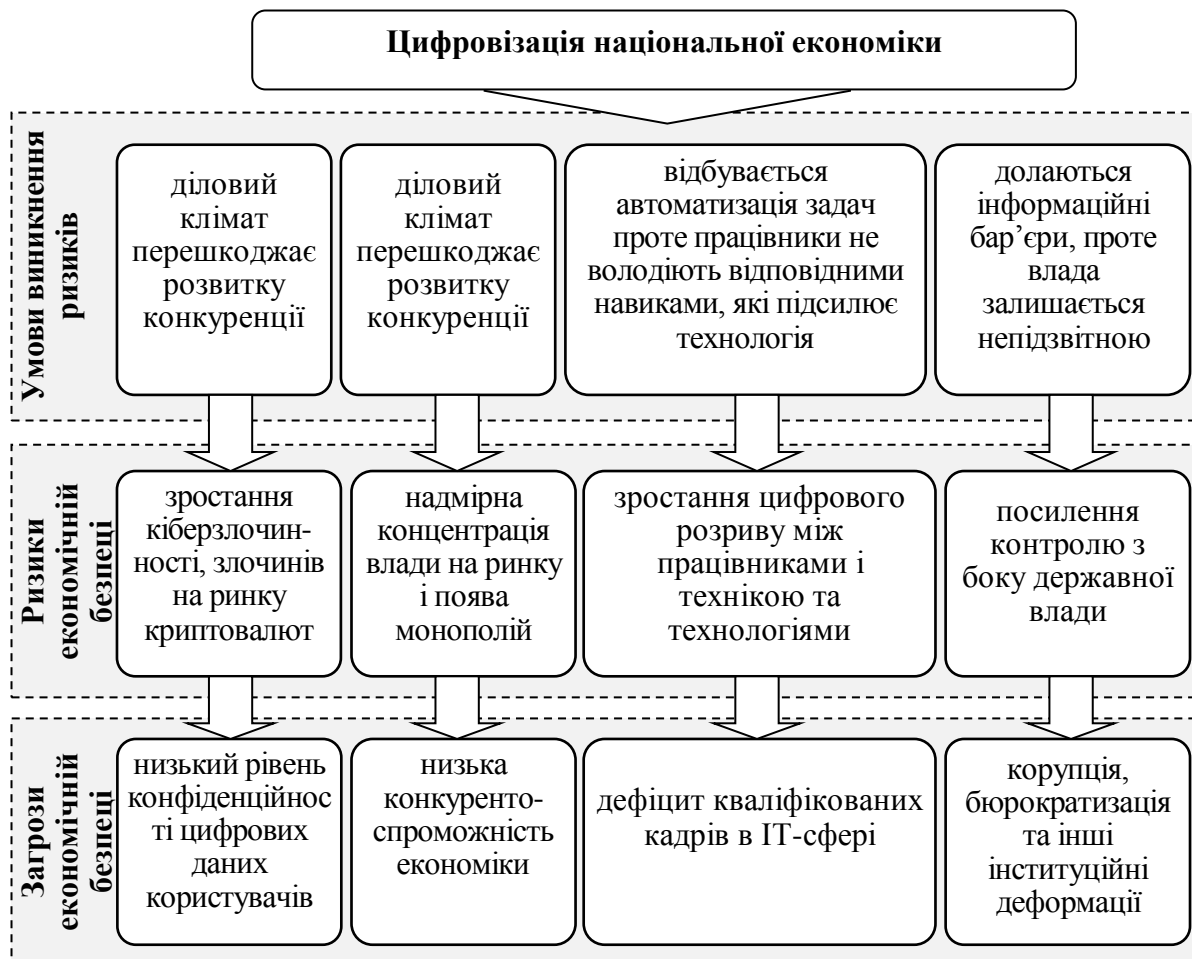 Цифровізація національної економіки
Умови виникнення
ризиків
діловий
клімат
перешкоджає
розвитку
конкуренції
діловий
клімат
перешкоджає
розвитку
конкуренції
відбувається
автоматизація задач
проте працівники не
володіють відповідними
навиками, які підсилює
технологія
долаються
інформаційні
бар’єри, проте
влада
залишається
непідзвітною
Ризики
економічній
безпеці
зростання
кіберзлочин-
ності, злочинів
на ринку
криптовалют
надмірна
концентрація
влади на ринку
і поява
монополій
зростання цифрового
розриву між
працівниками і
технікою та
технологіями
посилення
контролю з
боку державної
влади
Загрози
економічній
безпеці
низький рівень
конфіденційнос
ті цифрових
даних
користувачів
низька
конкуренто-
спроможність
економіки
дефіцит кваліфікованих
кадрів в ІТ-сфері
корупція,
бюрократизація
та інші
інституційні
деформації